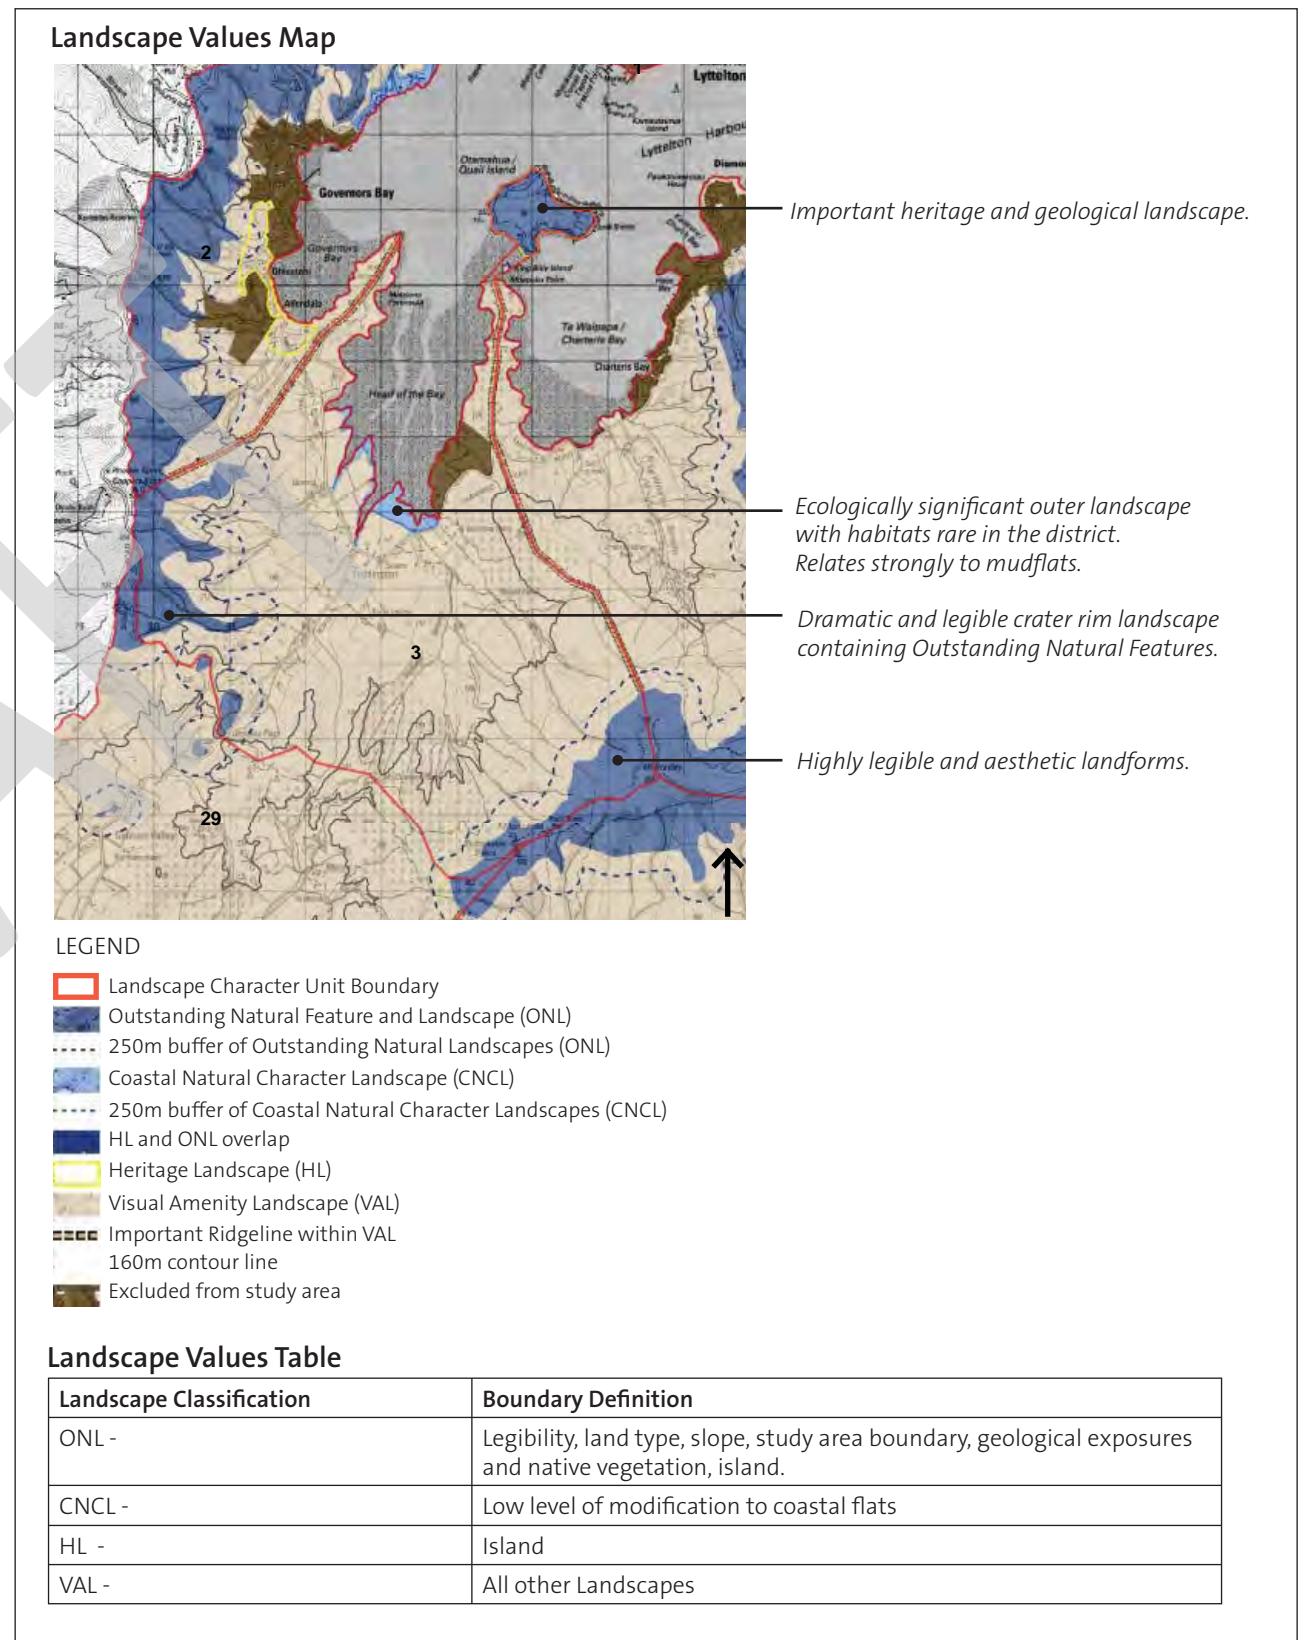 Landscape Values Map
1
Lyttelton
Lyttelton
Otamahua /
Quail Island
Governors Bay
Important heritage and geological landscape.
2
Governors
Bay
Allandale
Te Waipapa /
Charteris Bay
Charteris Bay
Head of the Bay
Ecologically significant outer landscape
with habitats rare in the district.
Relates strongly to mudflats.
Dramatic and legible crater rim landscape
containing Outstanding Natural Features.
3
Highly legible and aesthetic landforms.
29
LEGEND
Landscape Character Unit Boundary
Outstanding Natural Feature and Landscape (ONL)
250m buffer of Outstanding Natural Landscapes (ONL)
Coastal Natural Character Landscape (CNCL)
250m buffer of Coastal Natural Character Landscapes (CNCL)
HL and ONL overlap
Heritage Landscape (HL)
Visual Amenity Landscape (VAL)
Important Ridgeline within VAL
160m contour line
Excluded from study area
Landscape Values Table
Landscape Classification Boundary Definition
ONL - Legibility, land type, slope, study area boundary, geological exposures
and native vegetation, island.
CNCL - Low level of modification to coastal flats
HL - Island
VAL - All other Landscapes